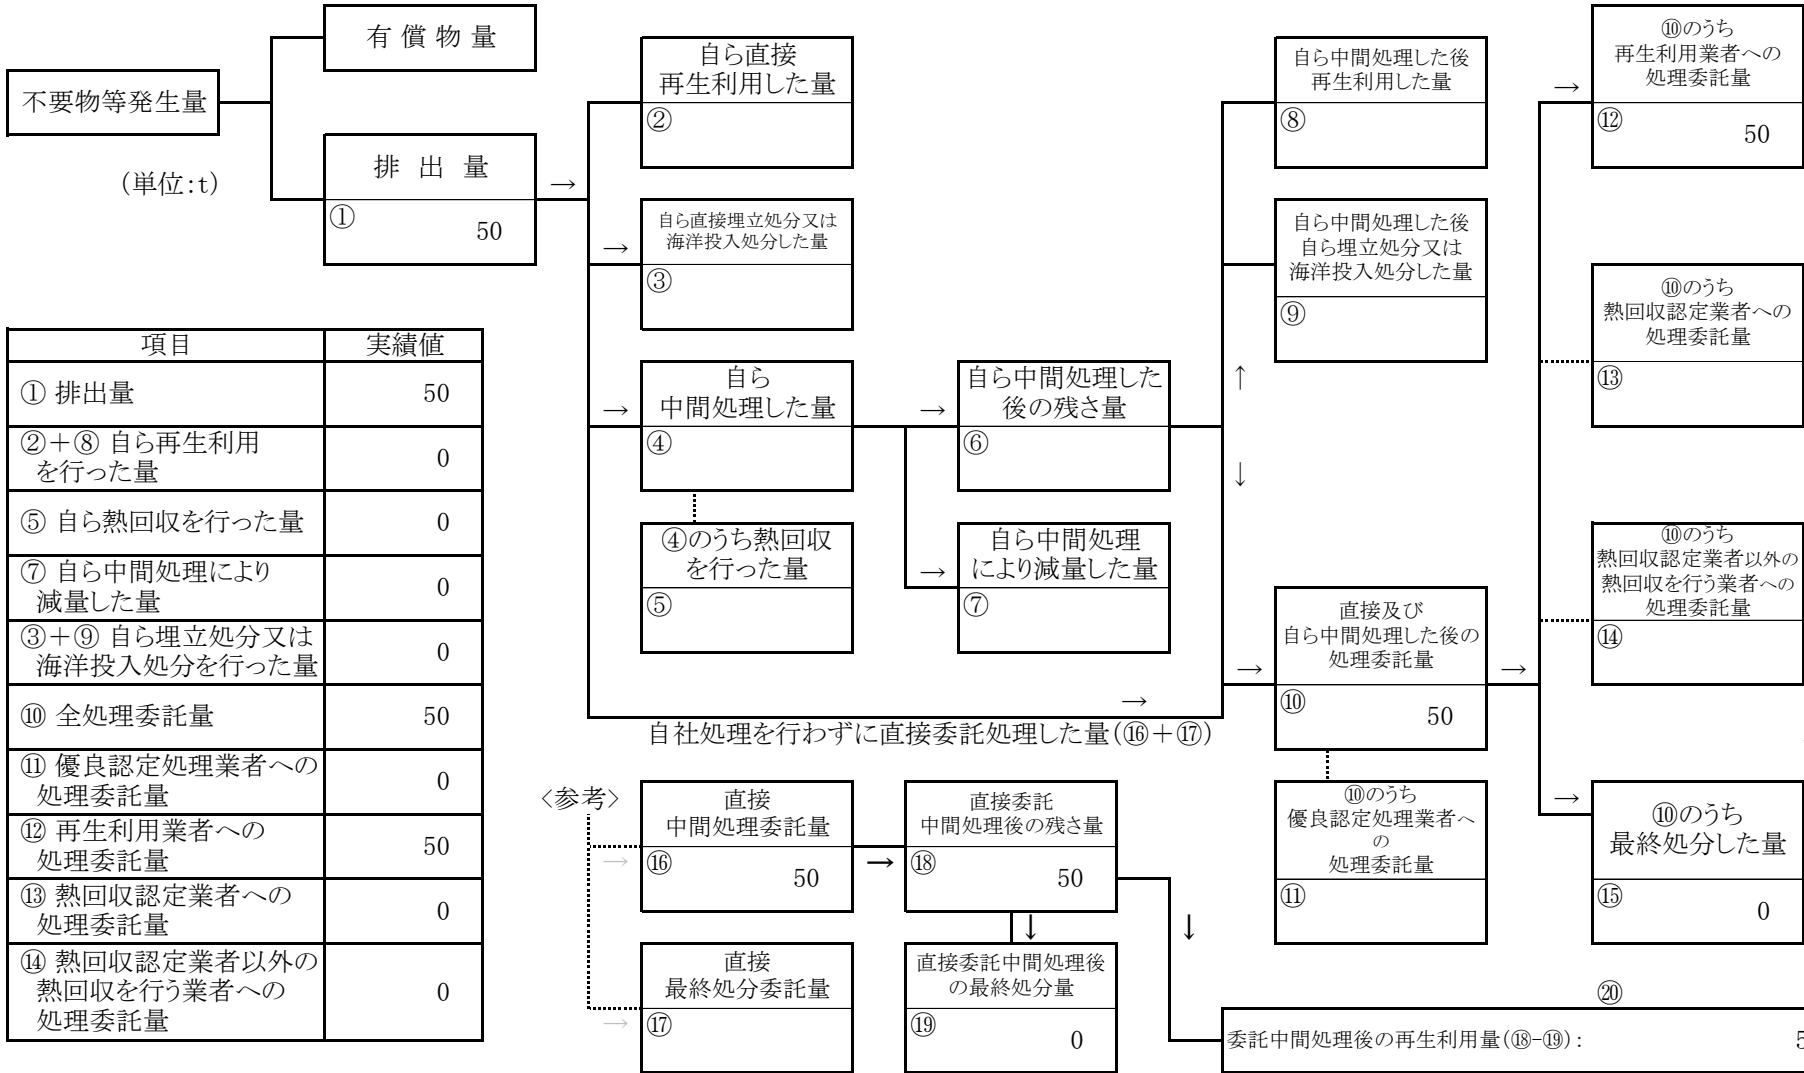 有償物量
不要物等発生量
(単位:t)
排出量
①
50
→
自ら直接
再生利用した量
②
→
自ら直接埋立処分又は
海洋投入処分した量
③
→
自ら
中間処理した量
④
④のうち熱回収
を行った量
⑤
→
自ら中間処理した
後の残さ量
⑥
→
自ら中間処理
により減量した量
⑦
自ら中間処理した後
再生利用した量
⑧
自ら中間処理した後
自ら埋立処分又は
海洋投入処分した量
⑨
↑
↓
→
直接及び
自ら中間処理した後の
処理委託量
⑩
50
→
⑩のうち
優良認定処理業者へ
の
処理委託量
⑪
→
⑩のうち
再生利用業者への
処理委託量
⑫
50
⑩のうち
熱回収認定業者への
処理委託量
⑬
⑩のうち
熱回収認定業者以外の
熱回収を行う業者への
処理委託量
⑭
→
⑩のうち
最終処分した量
⑮
0
→
自社処理を行わずに直接委託処理した量(⑯+⑰)
項目 実績値
① 排出量 50
②+⑧ 自ら再生利用
を行った量 0
⑤ 自ら熱回収を行った量 0
⑦ 自ら中間処理により
減量した量 0
③+⑨ 自ら埋立処分又は
海洋投入処分を行った量 0
⑩ 全処理委託量 50
⑪ 優良認定処理業者への
処理委託量 0
⑫ 再生利用業者への
処理委託量 50
⑬ 熱回収認定業者への
処理委託量 0
⑭ 熱回収認定業者以外の
熱回収を行う業者への
処理委託量 0
〈参考〉
→
直接
中間処理委託量
⑯
50
→
直接委託
中間処理後の残さ量
⑱
50
→
直接
最終処分委託量
⑰
↓
直接委託中間処理後
の最終処分量
⑲
0
↓
⑳
委託中間処理後の再生利用量(⑱-⑲):